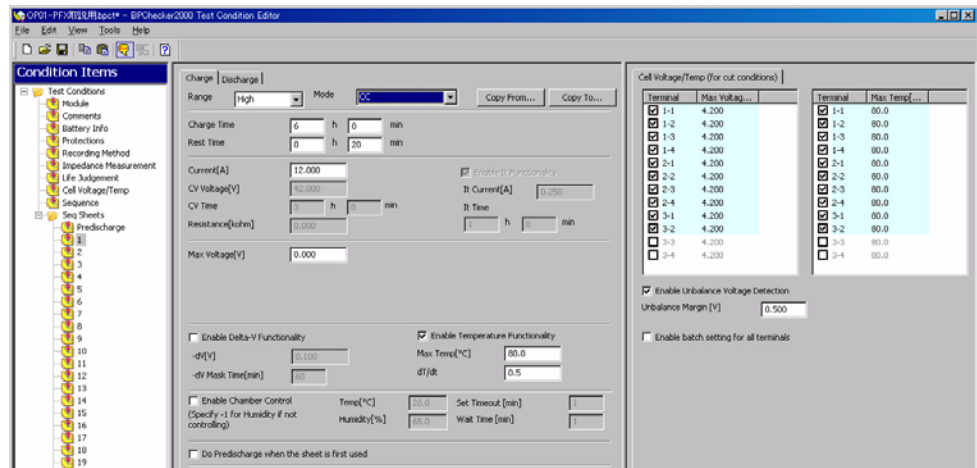 OP01-PFX取説用.bpct* - BPChecker2000 Test Condition Editor
File Edit View Tools Help
Condition Items
Test Conditions
Module
Comments
Battery Info
Protections
Recording Method
Impedance Measurement
Life Judgement
Cell Voltage/Temp
Sequence
Seq Sheets
Predischarge
1
2
3
4
5
6
7
8
9
10
11
12
13
14
15
16
17
18
19
Charge Discharge
Range High Mode CC Copy From... Copy To...
Charge Time 6 h 0 min
Rest Time 0 h 20 min
Current[A] 12.000 Enable It Functionality
CV Voltage[V] 42.000 It Current[A] 0.250
CV Time 3 h 0 min It Time
Resistance[kohm] 0.000 1 h 0 min
Max Voltage[V] 0.000
Enable Delta-V Functionality Enable Temperature Functionality
-dV[V] 0.100 Max Temp[°C] 80.0
-dV Mask Time[min] 60 dT/dt 0.5
Enable Chamber Control Temp[°C] 20.0 Set Timeout [min] 1
(Specify -1 for Humidity if not controlling) Humidity[%] 65.0 Wait Time [min] 1
Do Predischarge when the sheet is first used
Cell Voltage/Temp (for cut conditions)
Terminal Max Voltag... Terminal Max Temp[...
1-1 4.200 1-1 80.0
1-2 4.200 1-2 80.0
1-3 4.200 1-3 80.0
1-4 4.200 1-4 80.0
2-1 4.200 2-1 80.0
2-2 4.200 2-2 80.0
2-3 4.200 2-3 80.0
2-4 4.200 2-4 80.0
3-1 4.200 3-1 80.0
3-2 4.200 3-2 80.0
3-3 4.200 3-3 80.0
3-4 4.200 3-4 80.0
Enable Unbalance Voltage Detection
Unbalance Margin [V] 0.500
Enable batch setting for all terminals